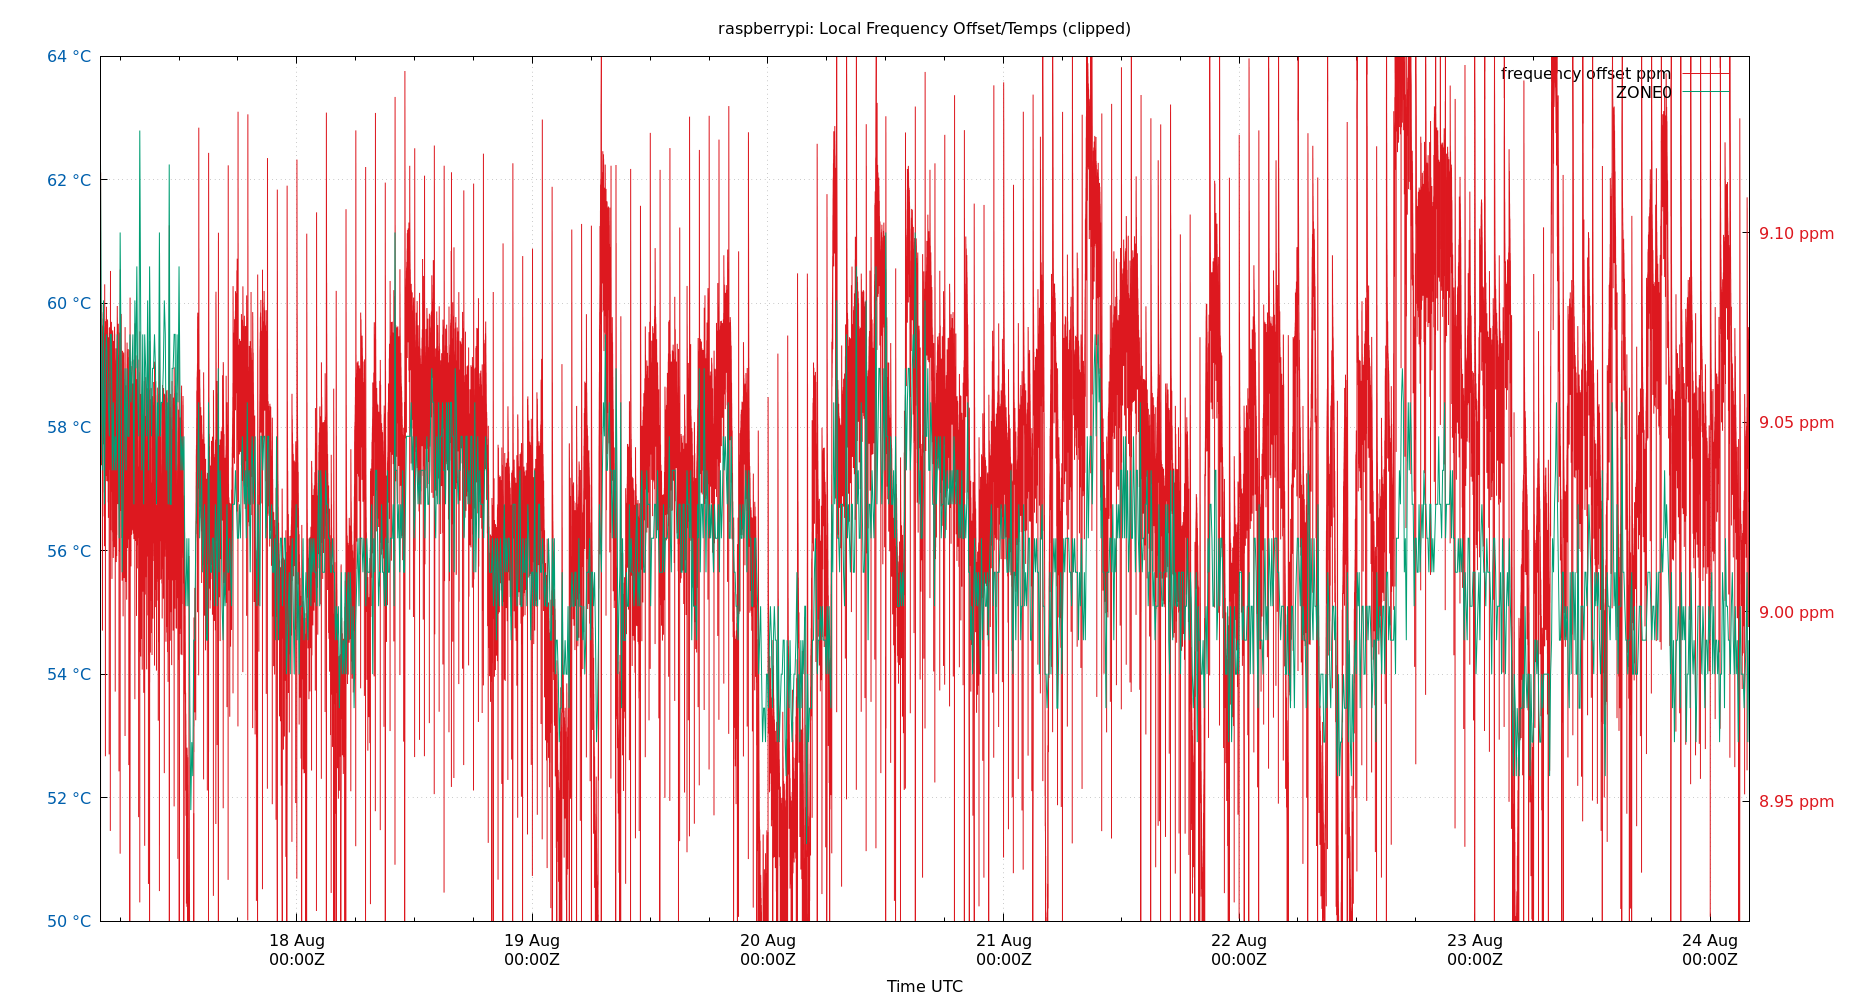 raspberrypi: Local Frequency Offset/Temps (clipped)
64 °C
62 °C
60 °C
58 °C
56 °C
54 °C
52 °C
50 °C
frequency offset ppm
ZONE0
9.10 ppm
9.05 ppm
9.00 ppm
8.95 ppm
18 Aug
00:00Z
19 Aug
00:00Z
20 Aug
00:00Z
21 Aug
00:00Z
22 Aug
00:00Z
23 Aug
00:00Z
24 Aug
00:00Z
Time UTC